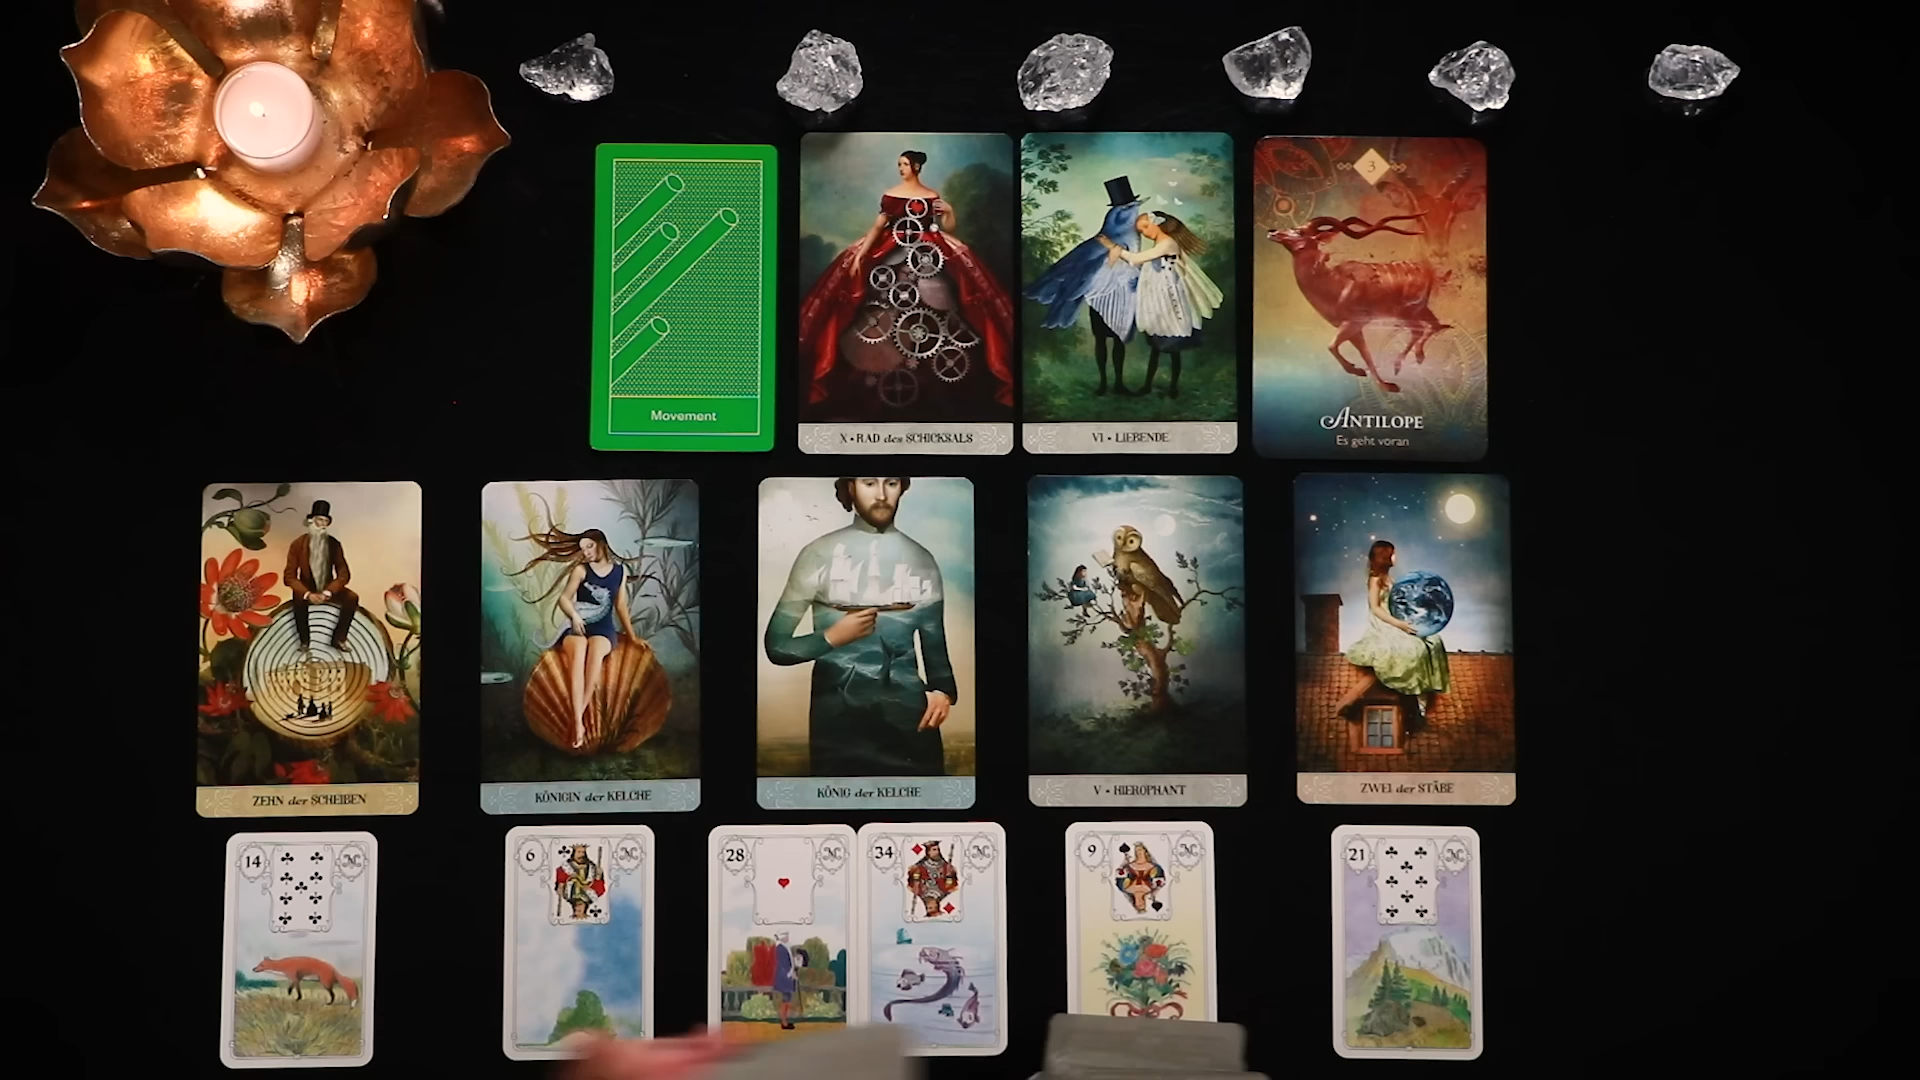 Movement
X • RAD des SCHICKSALS
VI • LIEBENDE
3
ANTILOPE
Es geht voran
ZEHN der SCHEIBEN
KÖNIGIN der KELCHE
KÖNIG der KELCHE
V • HIEROPHANT
ZWEI der STÄBE
14
6
28
34
9
21